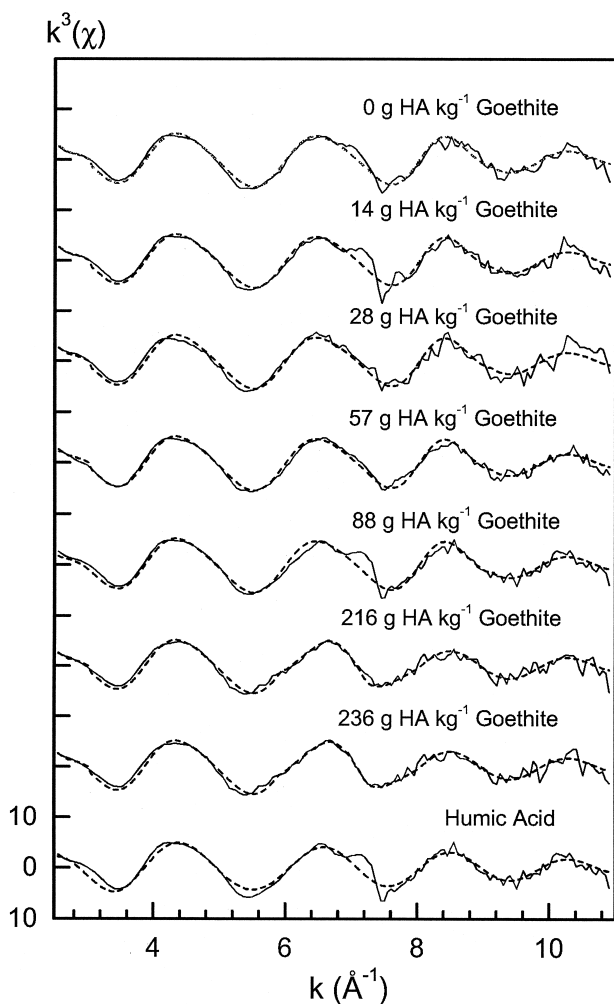 k³(χ)
0 g HA kg⁻¹ Goethite
14 g HA kg⁻¹ Goethite
28 g HA kg⁻¹ Goethite
57 g HA kg⁻¹ Goethite
88 g HA kg⁻¹ Goethite
216 g HA kg⁻¹ Goethite
236 g HA kg⁻¹ Goethite
10
Humic Acid
0
10
4 6 8 10
k (Å⁻¹)